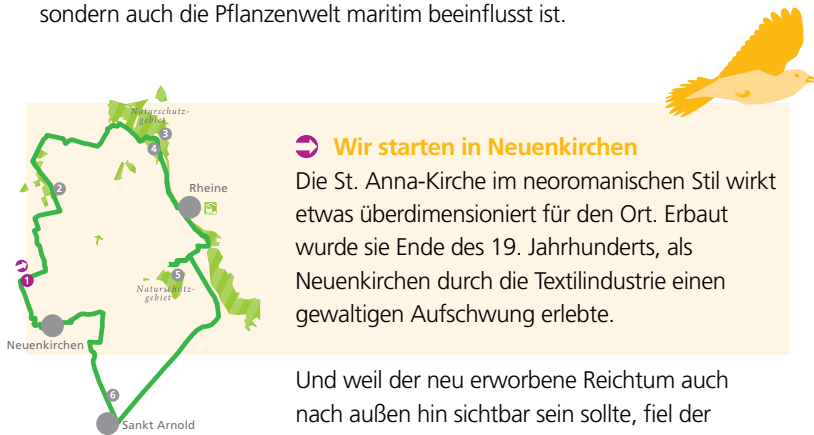 sondern auch die Pflanzenwelt maritim beeinflusst ist.
Naturschutz-
gebiet
3
4
2
Rheine
1
5
Naturschutz-
gebiet
Neuenkirchen
6
Sankt Arnold
Wir starten in Neuenkirchen
Die St. Anna-Kirche im neoromanischen Stil wirkt
etwas überdimensioniert für den Ort. Erbaut
wurde sie Ende des 19. Jahrhunderts, als
Neuenkirchen durch die Textilindustrie einen
gewaltigen Aufschwung erlebte.
Und weil der neu erworbene Reichtum auch
nach außen hin sichtbar sein sollte, fiel der